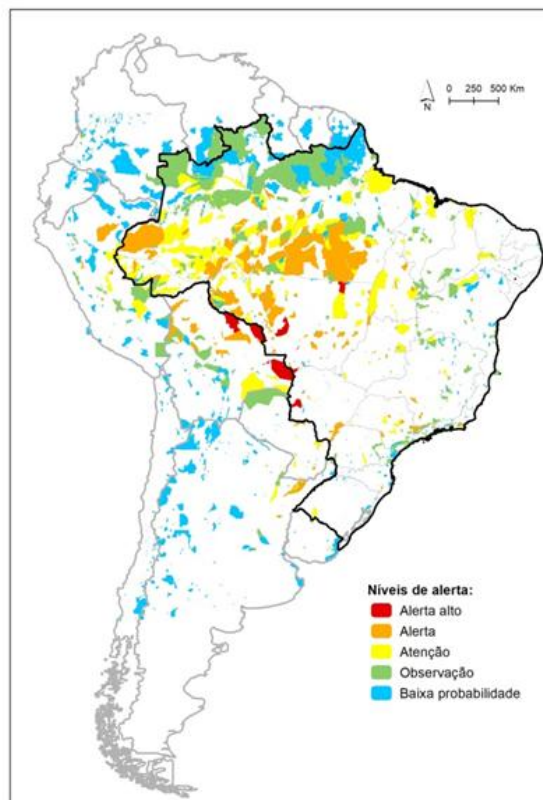 0 250 500 Km
N
Níveis de alerta:
Alerta alto
Alerta
Atenção
Observação
Baixa probabilidade